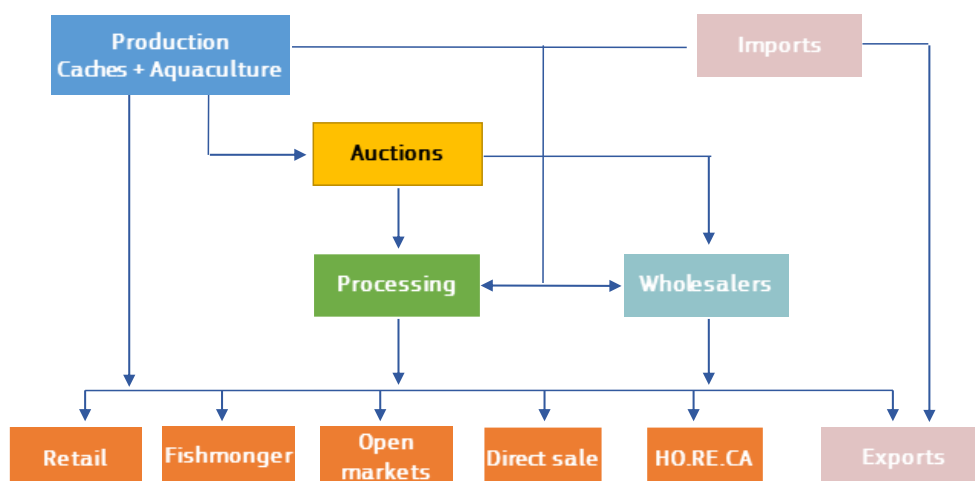 Production
Caches + Aquaculture
Imports
Auctions
Processing
Wholesalers
Retail
Fishmonger
Open
markets
Direct sale
HO.RE.CA
Exports